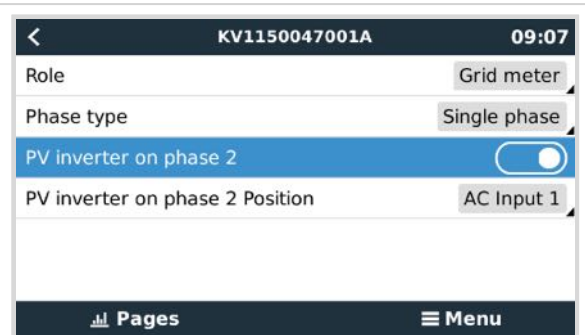 KV1150047001A 09:07
Role Grid meter
Phase type Single phase
PV inverter on phase 2
PV inverter on phase 2 Position AC Input 1
Pages Menu